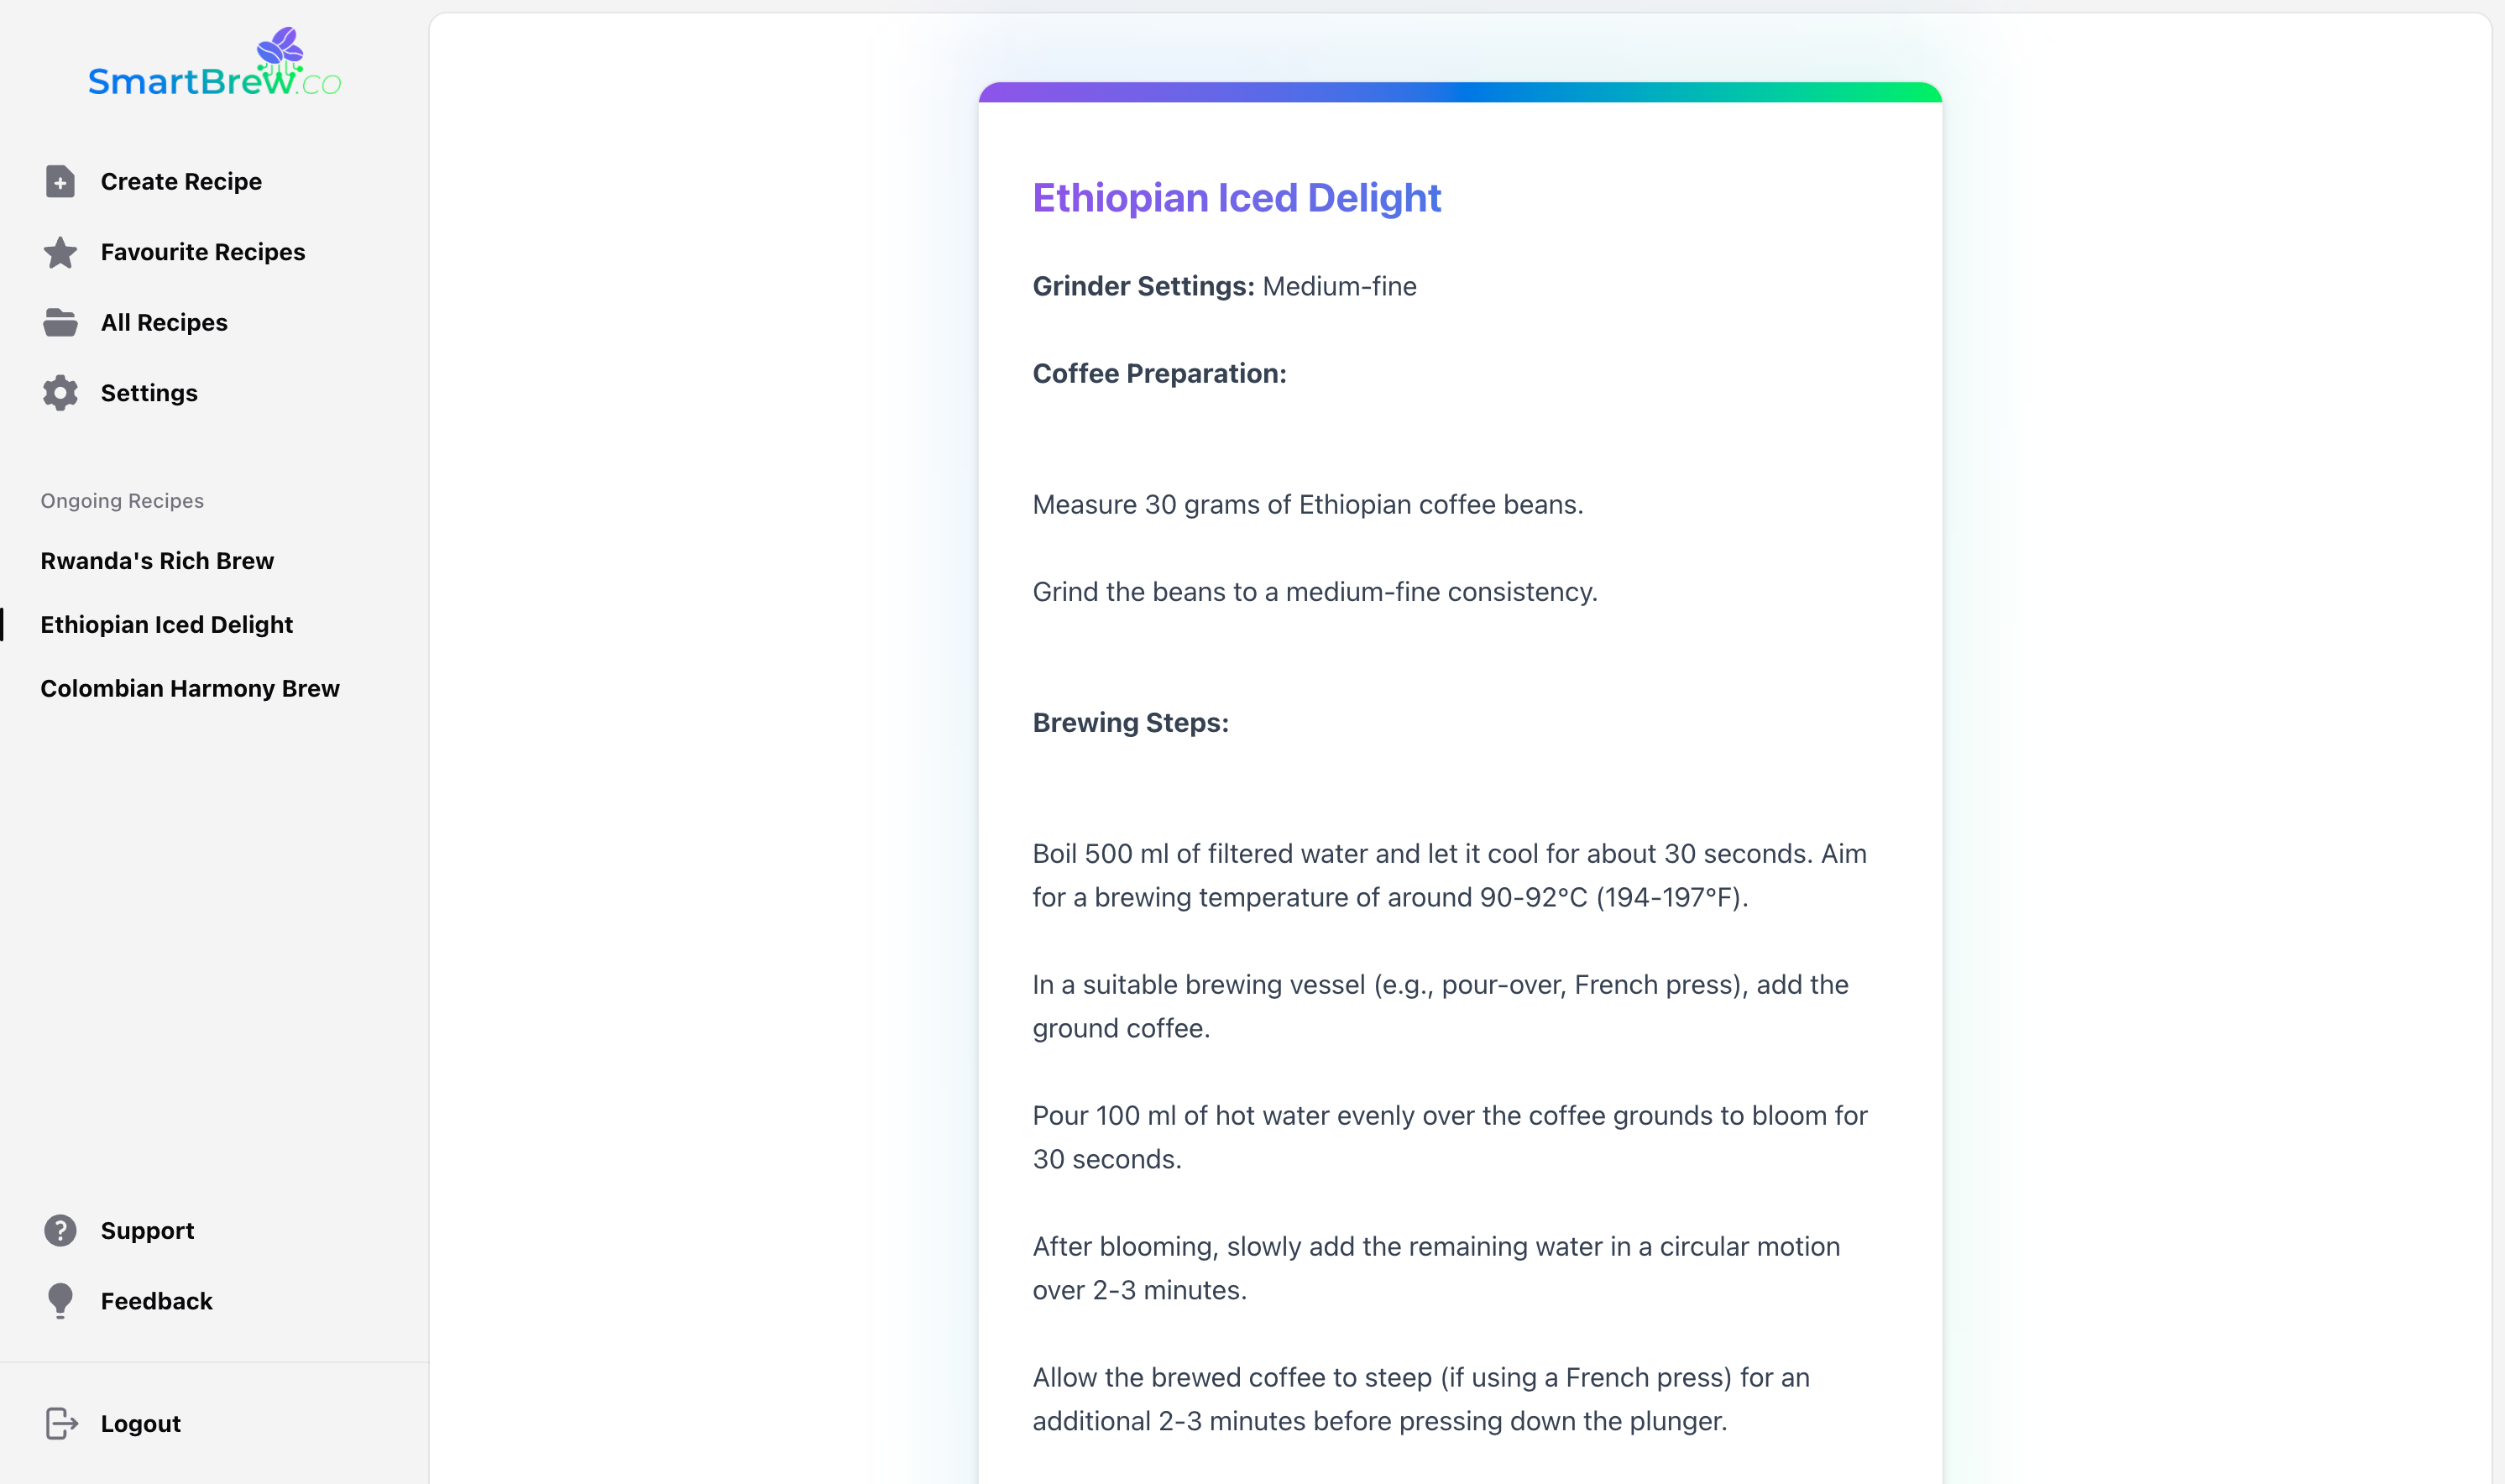 SmartBrew.co
Create Recipe
Favourite Recipes
All Recipes
Settings
Ongoing Recipes
Rwanda's Rich Brew
Ethiopian Iced Delight
Colombian Harmony Brew
Support
Feedback
Logout
Ethiopian Iced Delight
Grinder Settings: Medium-fine
Coffee Preparation:
Measure 30 grams of Ethiopian coffee beans.
Grind the beans to a medium-fine consistency.
Brewing Steps:
Boil 500 ml of filtered water and let it cool for about 30 seconds. Aim
for a brewing temperature of around 90-92°C (194-197°F).
In a suitable brewing vessel (e.g., pour-over, French press), add the
ground coffee.
Pour 100 ml of hot water evenly over the coffee grounds to bloom for
30 seconds.
After blooming, slowly add the remaining water in a circular motion
over 2-3 minutes.
Allow the brewed coffee to steep (if using a French press) for an
additional 2-3 minutes before pressing down the plunger.